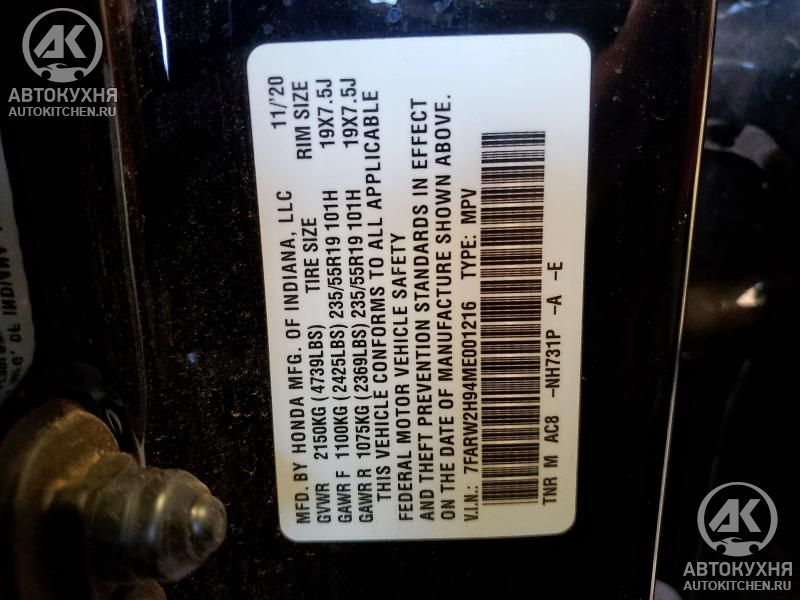 MFD. BY HONDA MFG. OF INDIANA, LLC 11/'20
GVWR 2150KG (4739LBS) TIRE SIZE RIM SIZE
GAWR F 1100KG (2425LBS) 235/55R19 101H 19X7.5J
GAWR R 1075KG (2369LBS) 235/55R19 101H 19X7.5J
THIS VEHICLE CONFORMS TO ALL APPLICABLE
FEDERAL MOTOR VEHICLE SAFETY
AND THEFT PREVENTION STANDARDS IN EFFECT
ON THE DATE OF MANUFACTURE SHOWN ABOVE.
V.I.N.: 7FARW2H94ME001216 TYPE: MPV
TNR M AC8 -NH731P -A -E
АК
АВТОКУХНЯ
AUTOKITCHEN.RU
АК
АВТОКУХНЯ
AUTOKITCHEN.RU